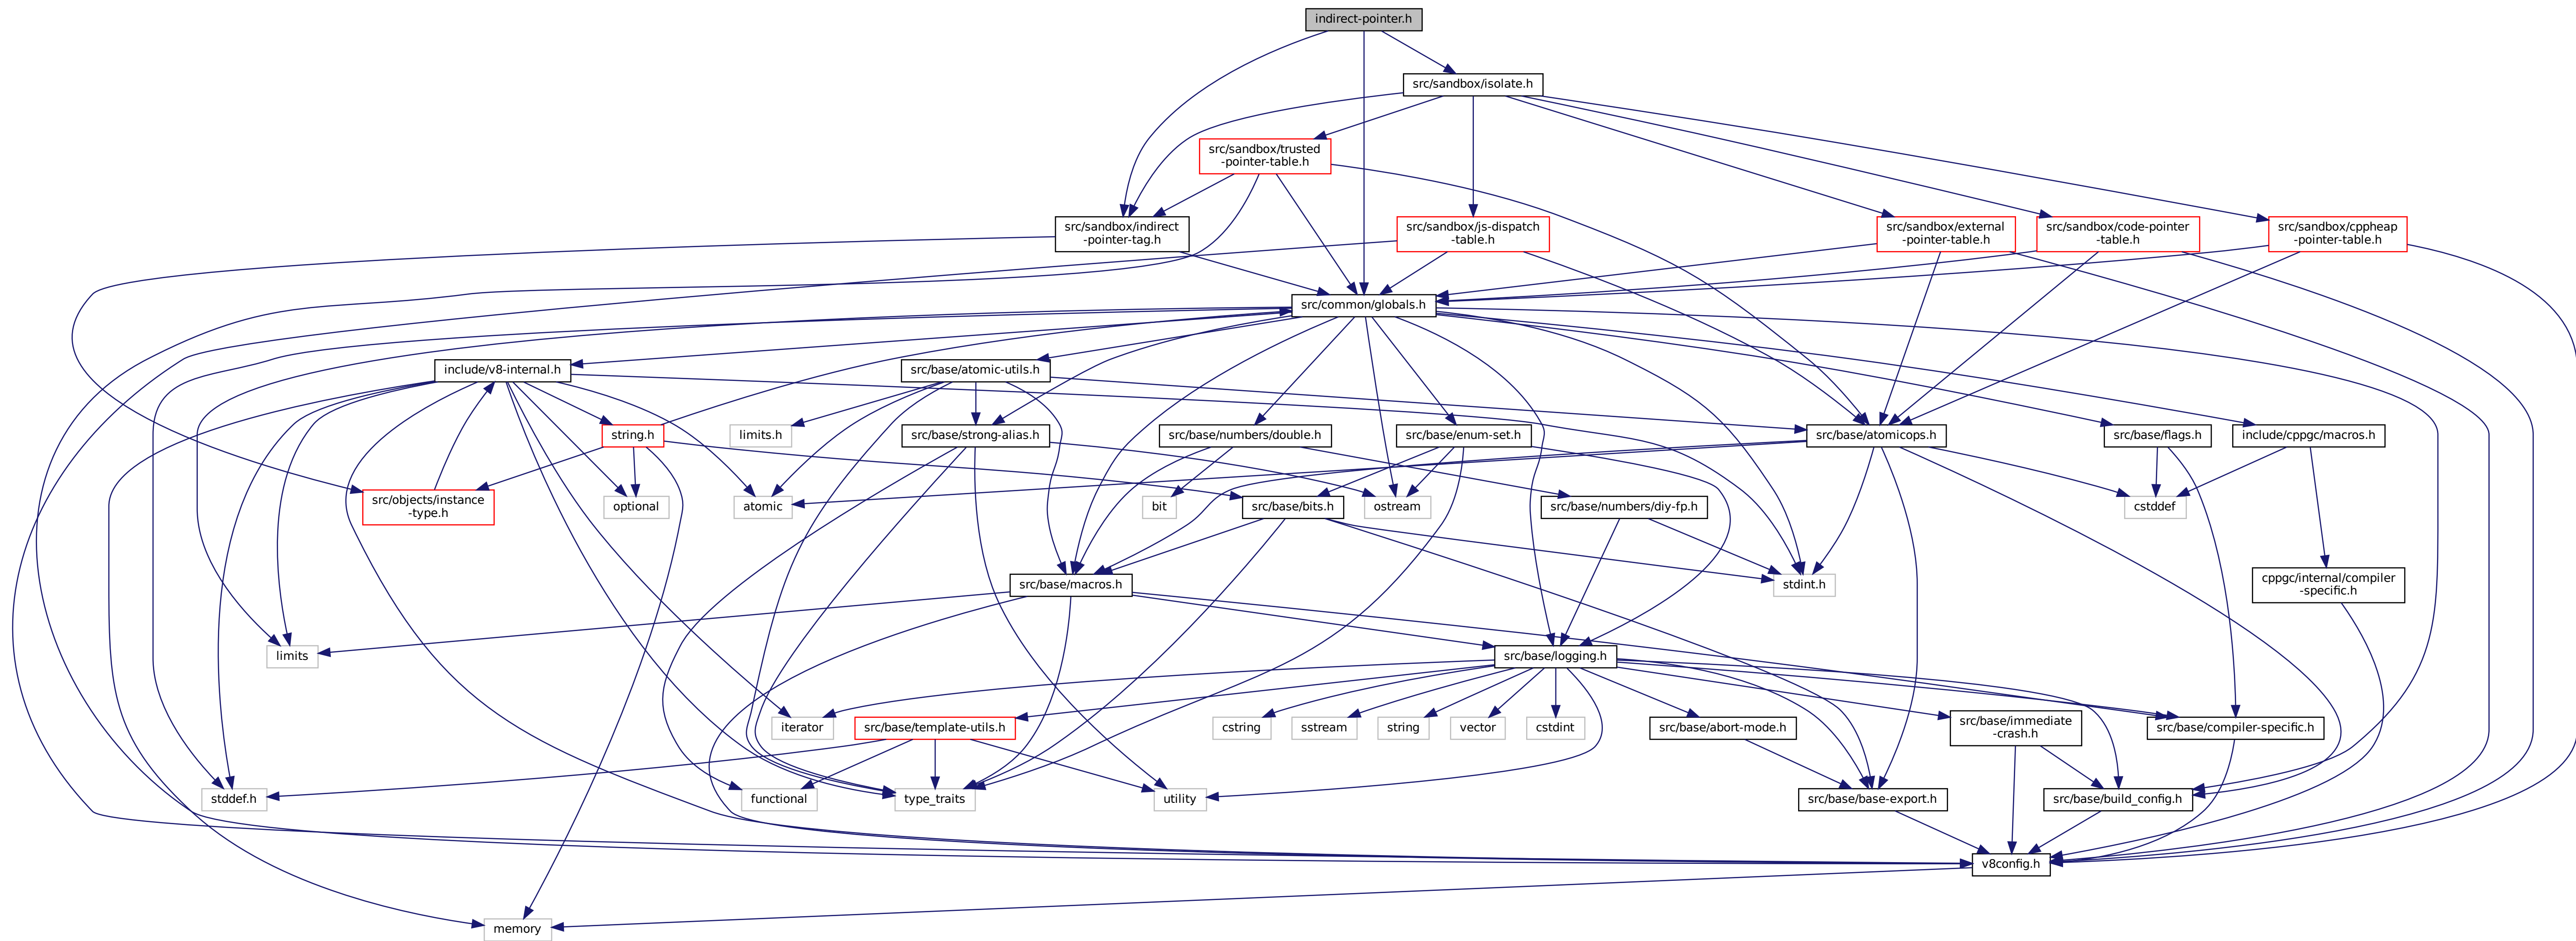 indirect-pointer.h
src/sandbox/isolate.h
src/sandbox/trusted
-pointer-table.h
src/sandbox/indirect
-pointer-tag.h
src/sandbox/js-dispatch
-table.h
src/sandbox/external
-pointer-table.h
src/sandbox/code-pointer
-table.h
src/sandbox/cppheap
-pointer-table.h
src/common/globals.h
include/v8-internal.h
src/base/atomic-utils.h
string.h
limits.h
src/base/strong-alias.h
src/base/numbers/double.h
src/base/enum-set.h
src/base/atomicops.h
src/base/flags.h
include/cppgc/macros.h
src/objects/instance
-type.h
optional
atomic
bit
src/base/bits.h
ostream
src/base/numbers/diy-fp.h
cstddef
src/base/macros.h
stdint.h
cppgc/internal/compiler
-specific.h
limits
src/base/logging.h
iterator
src/base/template-utils.h
cstring
sstream
string
vector
cstdint
src/base/abort-mode.h
src/base/immediate
-crash.h
src/base/compiler-specific.h
stddef.h
functional
type_traits
utility
src/base/base-export.h
src/base/build_config.h
v8config.h
memory